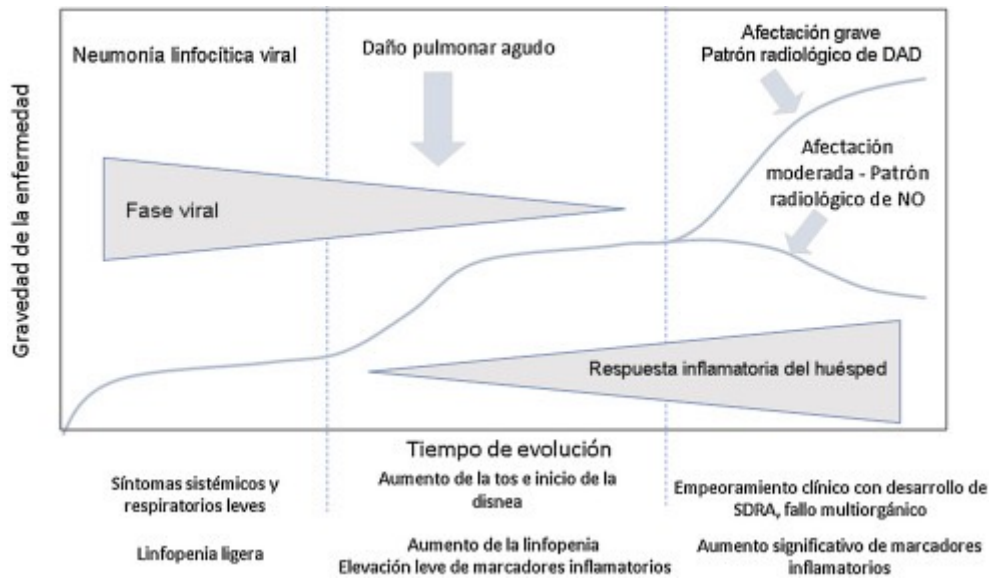 Neumonía linfocítica viral
Daño pulmonar agudo
Afectación grave
Patrón radiológico de DAD
Afectación
moderada - Patrón
radiológico de NO
Fase viral
Respuesta inflamatoria del huésped
Gravedad de la enfermedad
Tiempo de evolución
Síntomas sistémicos y
respiratorios leves
Linfopenia ligera
Aumento de la tos e inicio de la
disnea
Aumento de la linfopenia
Elevación leve de marcadores inflamatorios
Empeoramiento clínico con desarrollo de
SDRA, fallo multiorgánico
Aumento significativo de marcadores
inflamatorios